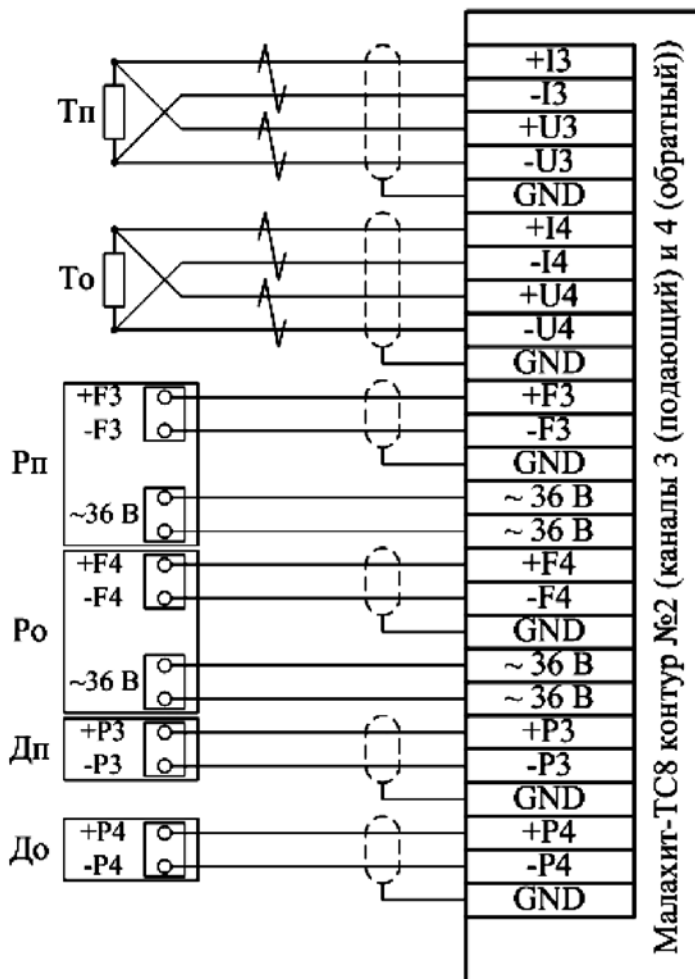 Тп
+I3
-I3
+U3
-U3
GND
То
+I4
-I4
+U4
-U4
GND
Рп
+F3
-F3
~36 В
+F3
-F3
GND
~ 36 В
~ 36 В
Ро
+F4
-F4
~36 В
+F4
-F4
GND
~ 36 В
~ 36 В
Дп
+P3
-P3
+P3
-P3
GND
До
+P4
-P4
+P4
-P4
GND
Малахит-ТС8 контур №2 (каналы 3 (подающий) и 4 (обратный))